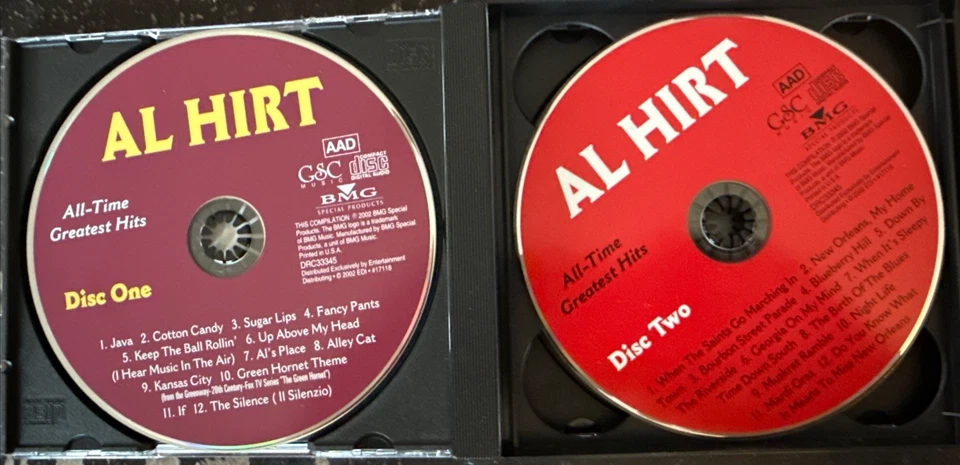 AL HIRT
AAD
GSC
MUSIC
COMPACT
disc
DIGITAL AUDIO
BMG
SPECIAL PRODUCTS
All-Time
Greatest Hits
THIS COMPILATION ℗ 2002 BMG Special
Products. The BMG logo is a trademark
of BMG Music. Manufactured by BMG Special
Products, a unit of BMG Music.
Printed in U.S.A.
DRC33345
Distributed Exclusively by Entertainment
Distributing • © 2002 EDI • #17118
Disc One
1. Java 2. Cotton Candy 3. Sugar Lips 4. Fancy Pants
5. Keep The Ball Rollin' 6. Up Above My Head
(I Hear Music In The Air) 7. Al's Place 8. Alley Cat
9. Kansas City 10. Green Hornet Theme
(from the Greenway-20th Century-Fox TV Series "The Green Hornet")
11. If 12. The Silence ( Il Silenzio)
AL HIRT
AAD
GSC
COMPACT
disc
DIGITAL AUDIO
BMG
All-Time
Greatest Hits
DRC33345
Disc Two
1. When The Saints Go Marching In 2. New Orleans, My Home
Town 3. Bourbon Street Parade 4. Blueberry Hill 5. Down By
The Riverside 6. Georgia On My Mind 7. When It's Sleepy
Time Down South 8. The Birth Of The Blues
9. Muskrat Ramble 10. Night Life
11. Mardi Gras 12. Do You Know What
It Means To Miss New Orleans